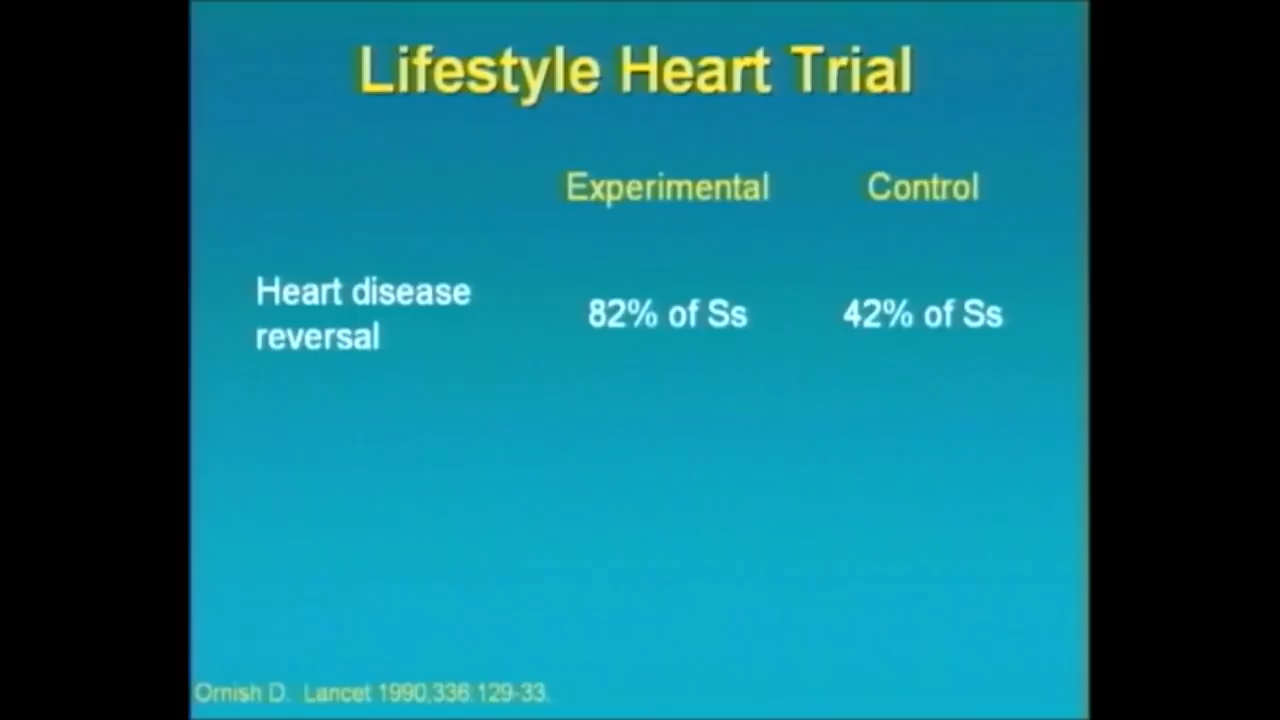 Lifestyle Heart Trial
Experimental Control
Heart disease
reversal
82% of Ss 42% of Ss
Ornish D. Lancet 1990,336:129-33.